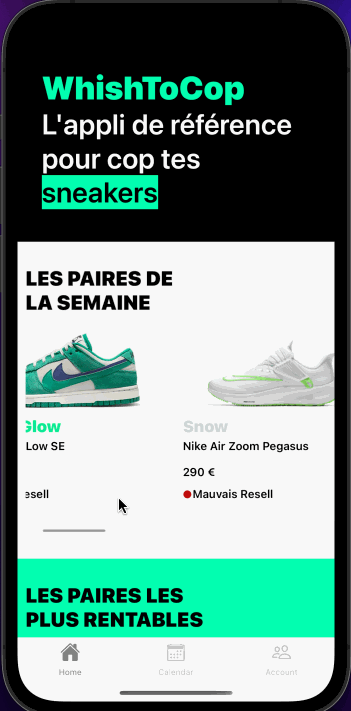 WhishToCop
L'appli de référence
pour cop tes
sneakers
LES PAIRES DE
LA SEMAINE
Glow
Snow
Low SE
Nike Air Zoom Pegasus
290 €
esell
Mauvais Resell
LES PAIRES LES
PLUS RENTABLES
Home
Calendar
Account